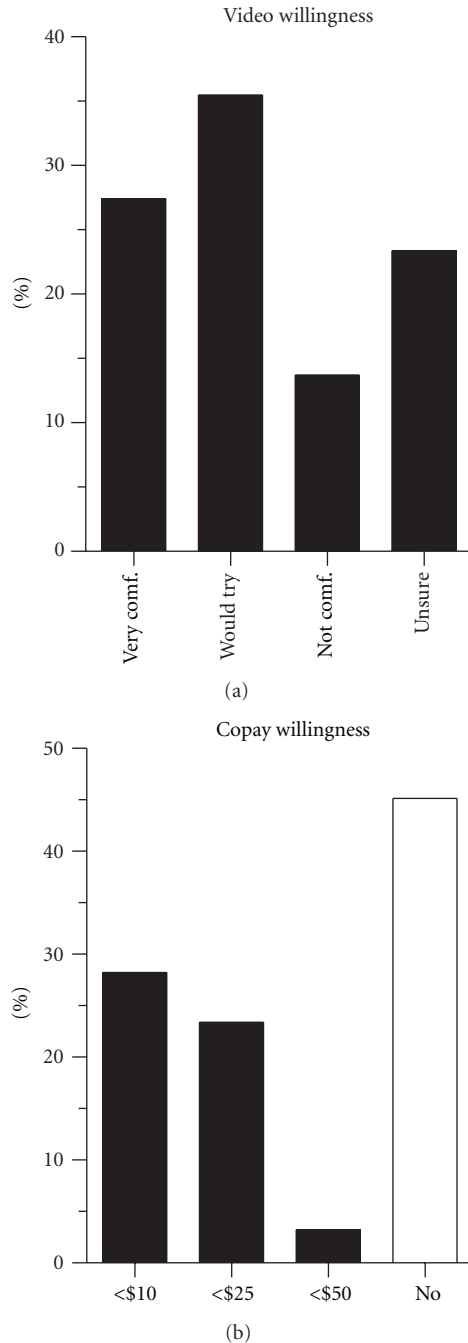 Video willingness
40
30
20
10
0
(%)
Very comf.
Would try
Not comf.
Unsure
(a)
Copay willingness
50
40
30
20
10
0
(%)
<$10 <$25 <$50 No
(b)